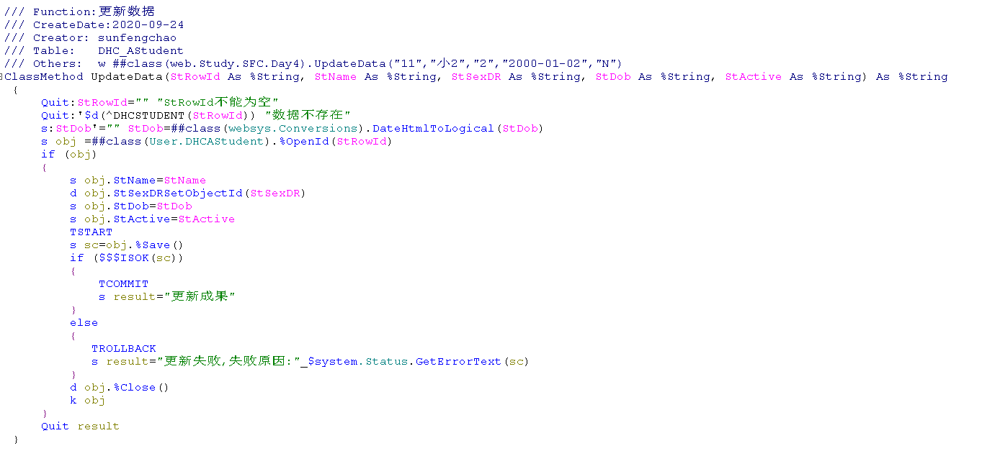 /// Function:更新数据
/// CreateDate:2020-09-24
/// Creator: sunfengchao
/// Table:   DHC_AStudent
/// Others:  w ##class(web.Study.SFC.Day4).UpdateData("11","小2","2","2000-01-02","N")
ClassMethod UpdateData(StRowId As %String, StName As %String, StSexDR As %String, StDob As %String, StActive As %String) As %String
{
Quit:StRowId="" "StRowId不能为空"
Quit:'$d(^DHCSTUDENT(StRowId)) "数据不存在"
s:StDob'="" StDob=##class(websys.Conversions).DateHtmlToLogical(StDob)
s obj =##class(User.DHCAStudent).%OpenId(StRowId)
if (obj)
{
s obj.StName=StName
d obj.StSexDRSetObjectId(StSexDR)
s obj.StDob=StDob
s obj.StActive=StActive
TSTART
s sc=obj.%Save()
if ($$$ISOK(sc))
{
TCOMMIT
s result="更新成果"
}
else
{
TROLLBACK
s result="更新失败,失败原因:"_$system.Status.GetErrorText(sc)
}
d obj.%Close()
k obj
}
Quit result
}